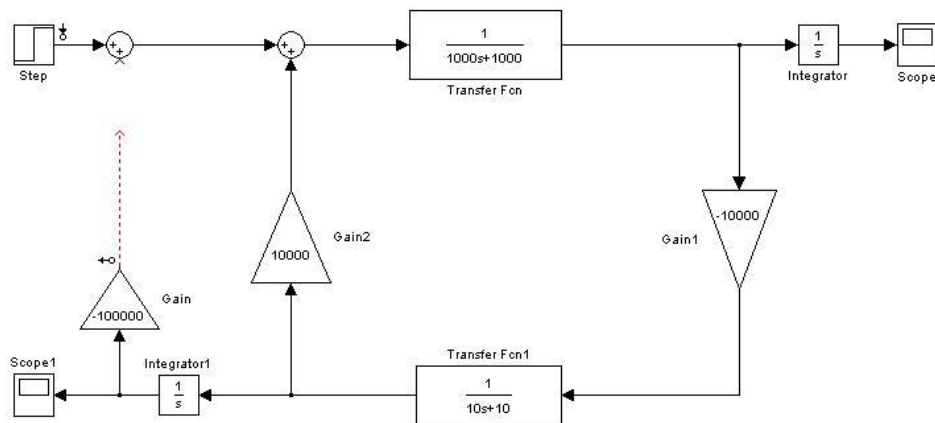 1
1000s+1000
1
s
Step
Transfer Fcn
Integrator
Scope
-10000
Gain2
Gain1
10000
Gain
-100000
Scope1
Integrator1
Transfer Fcn1
1
s
1
10s+10